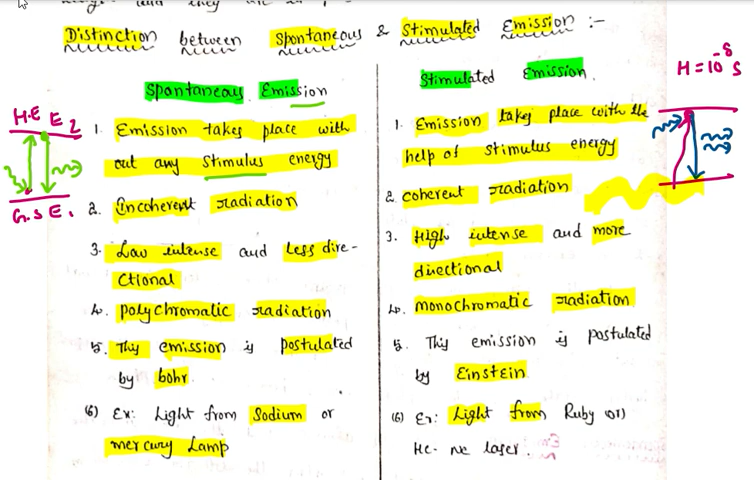 Distinction between Spontaneous & Stimulated Emission :-
Spontaneous Emission
1. Emission takes place with
out any Stimulus energy
2. Incoherent radiation
3. Low intense and Less dire-
ctional
4. polychromatic radiation
5. This emission is postulated
by bohr.
(6) Ex: Light from Sodium or
mercury Lamp
Stimulated Emission.
1. Emission takes place with the
help of stimulus energy
2. coherent radiation
3. High intense and more
directional
4. monochromatic radiation
5. This emission is postulated
by Einstein
(6) Ex: Light from Ruby (or)
He-Ne laser.
H.E E2
G.S E1
H=10⁻⁸ S